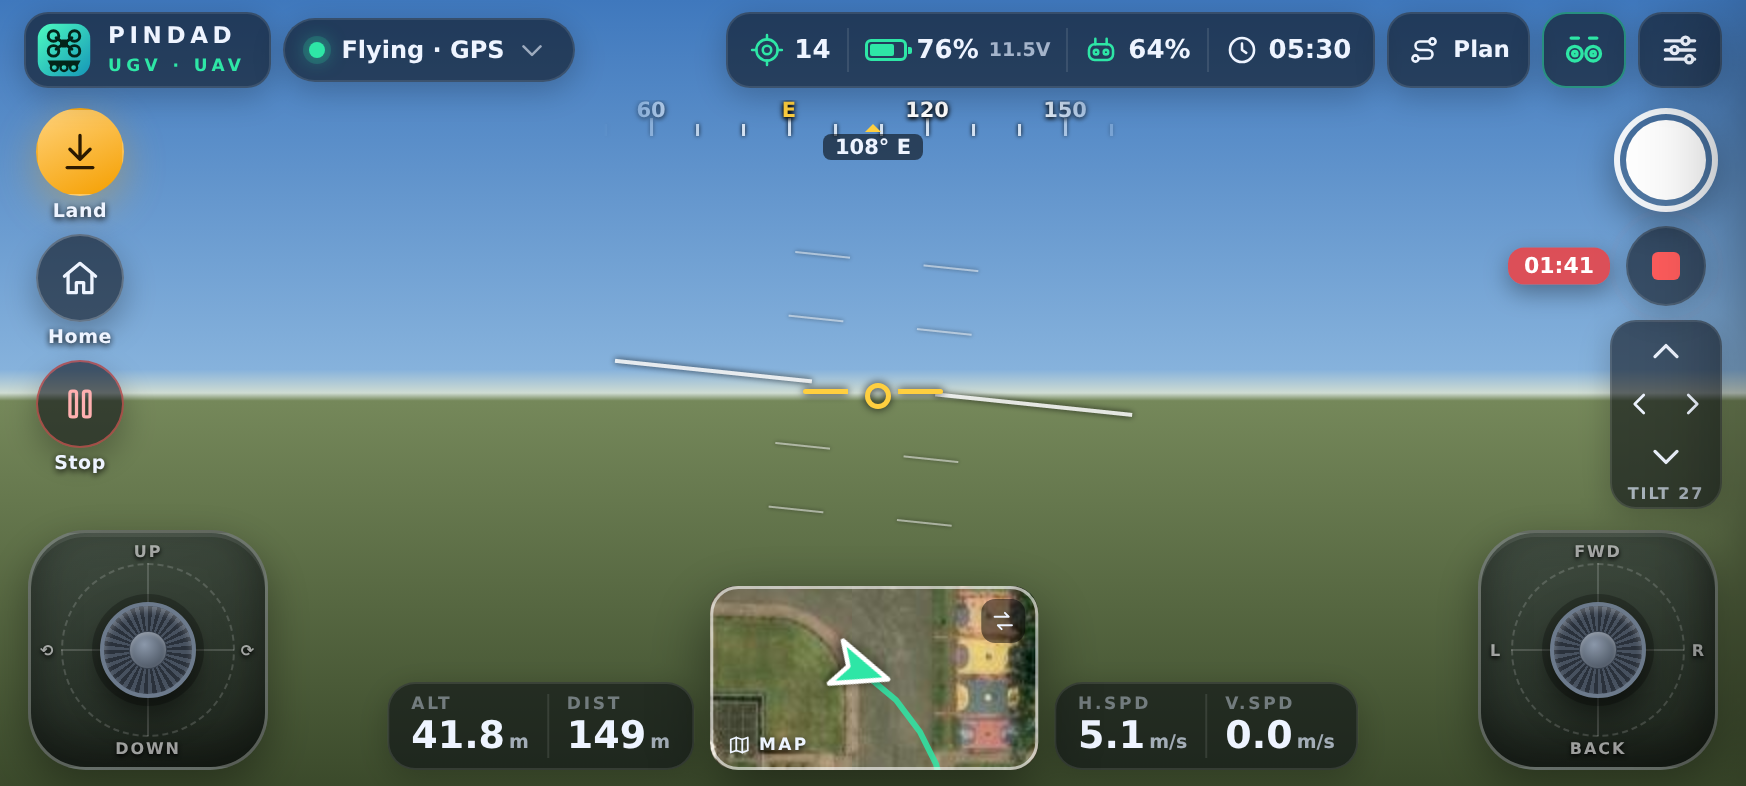 PINDAD
UGV · UAV
Flying · GPS
14
76% 11.5V
64%
05:30
Plan
60 E 120 150
108° E
Land
Home
Stop
01:41
TILT 27
UP
DOWN
FWD
L R
BACK
ALT
41.8 m
DIST
149 m
MAP
H.SPD
5.1 m/s
V.SPD
0.0 m/s